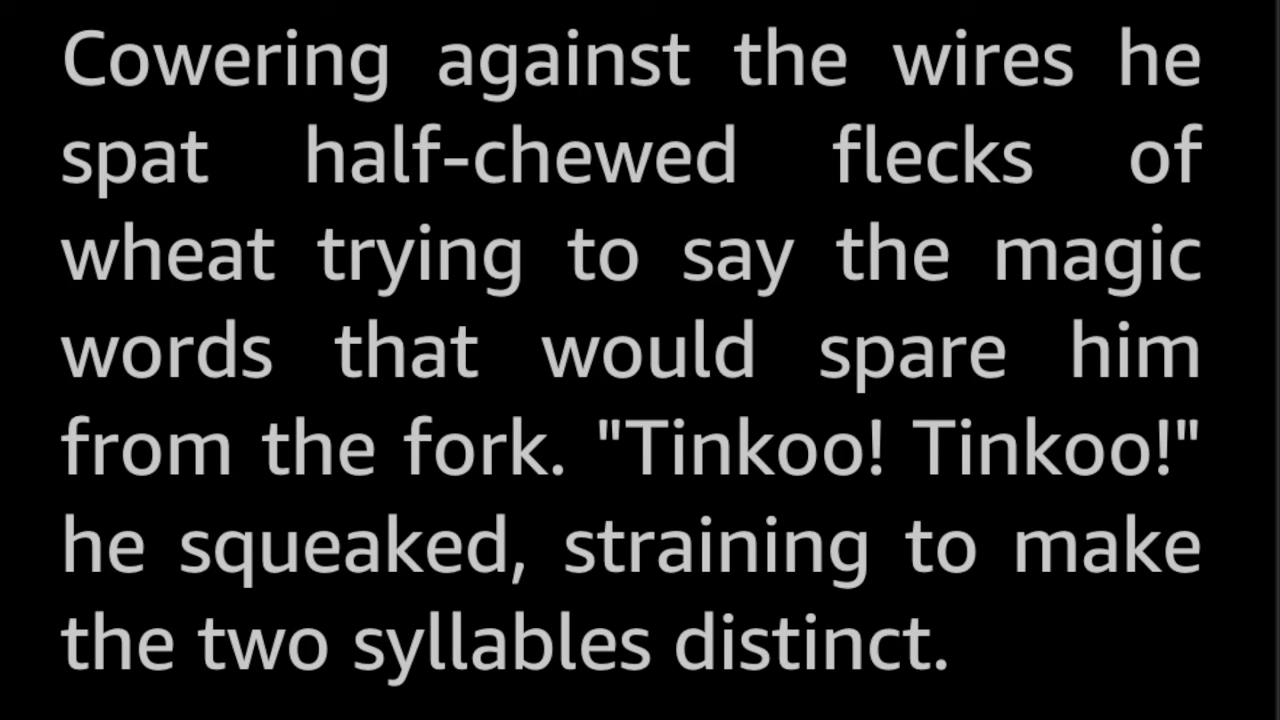 Cowering against the wires he
spat half-chewed flecks of
wheat trying to say the magic
words that would spare him
from the fork. "Tinkoo! Tinkoo!"
he squeaked, straining to make
the two syllables distinct.